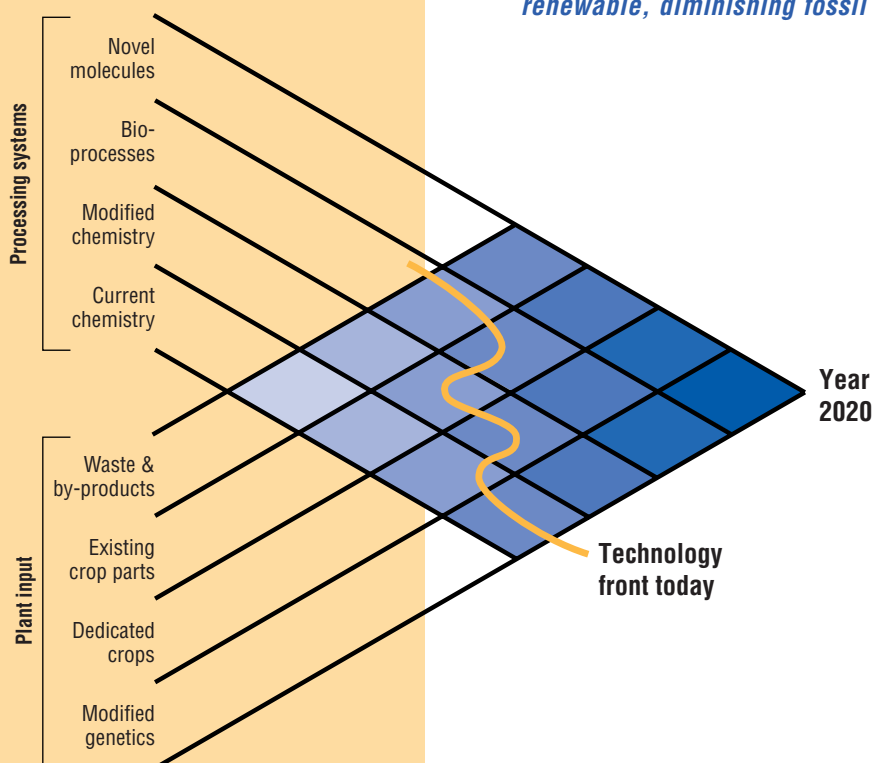 renewable, diminishing fossil
Processing systems
Novel
molecules
Bio-
processes
Modified
chemistry
Current
chemistry
Year
2020
Plant input
Waste &
by-products
Existing
crop parts
Dedicated
crops
Modified
genetics
Technology
front today